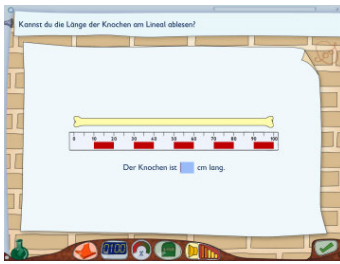 Kannst du die Länge der Knochen am Lineal ablesen?
0 10 20 30 40 50 60 70 80 90 100
Der Knochen ist cm lang.